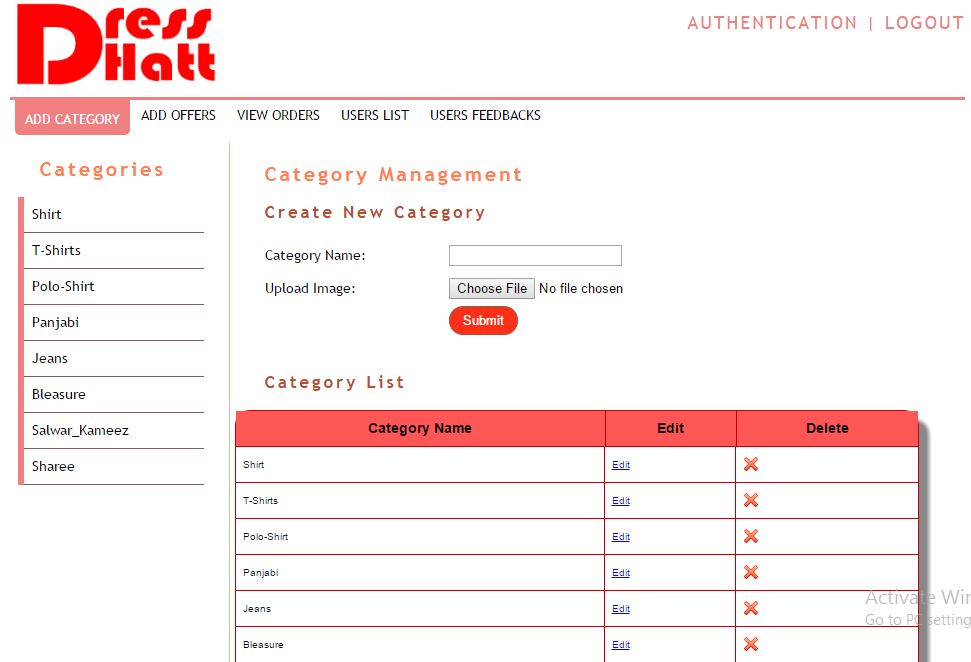 Dress
Hatt
AUTHENTICATION | LOGOUT
ADD CATEGORY ADD OFFERS VIEW ORDERS USERS LIST USERS FEEDBACKS
Categories
Shirt
T-Shirts
Polo-Shirt
Panjabi
Jeans
Bleasure
Salwar_Kameez
Sharee
Category Management
Create New Category
Category Name:
Upload Image: Choose File No file chosen
Submit
Category List
Category Name Edit Delete
Shirt Edit
T-Shirts Edit
Polo-Shirt Edit
Panjabi Edit
Jeans Edit
Bleasure Edit
Activate Win
Go to PC setting